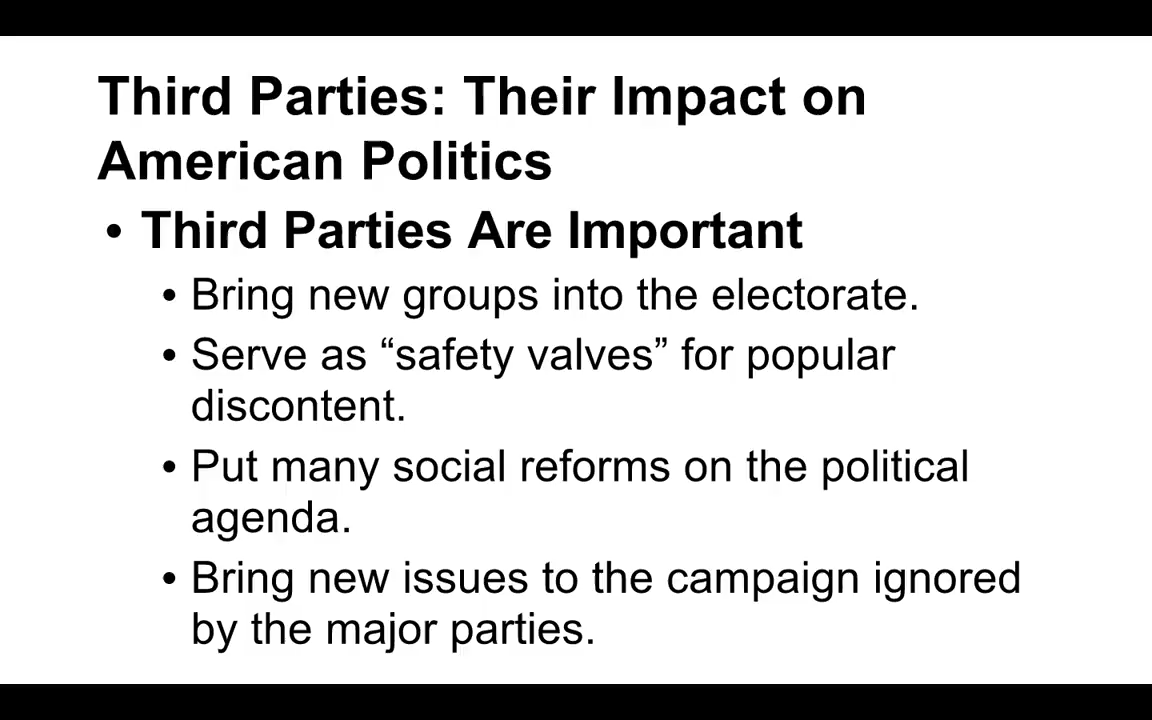 Third Parties: Their Impact on
American Politics
• Third Parties Are Important
• Bring new groups into the electorate.
• Serve as “safety valves” for popular
discontent.
• Put many social reforms on the political
agenda.
• Bring new issues to the campaign ignored
by the major parties.